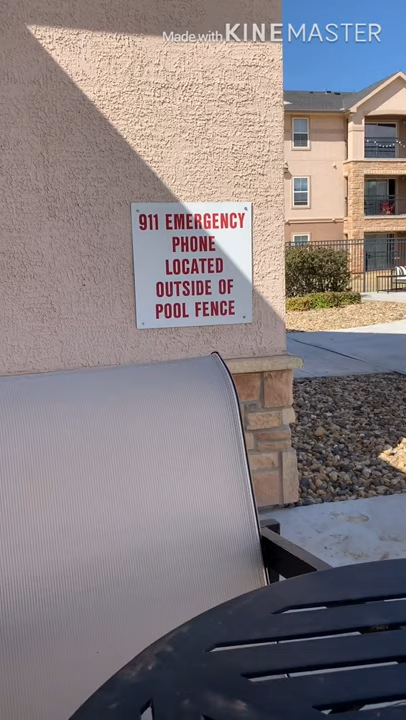 Made with KINEMASTER
911 EMERGENCY
PHONE
LOCATED
OUTSIDE OF
POOL FENCE